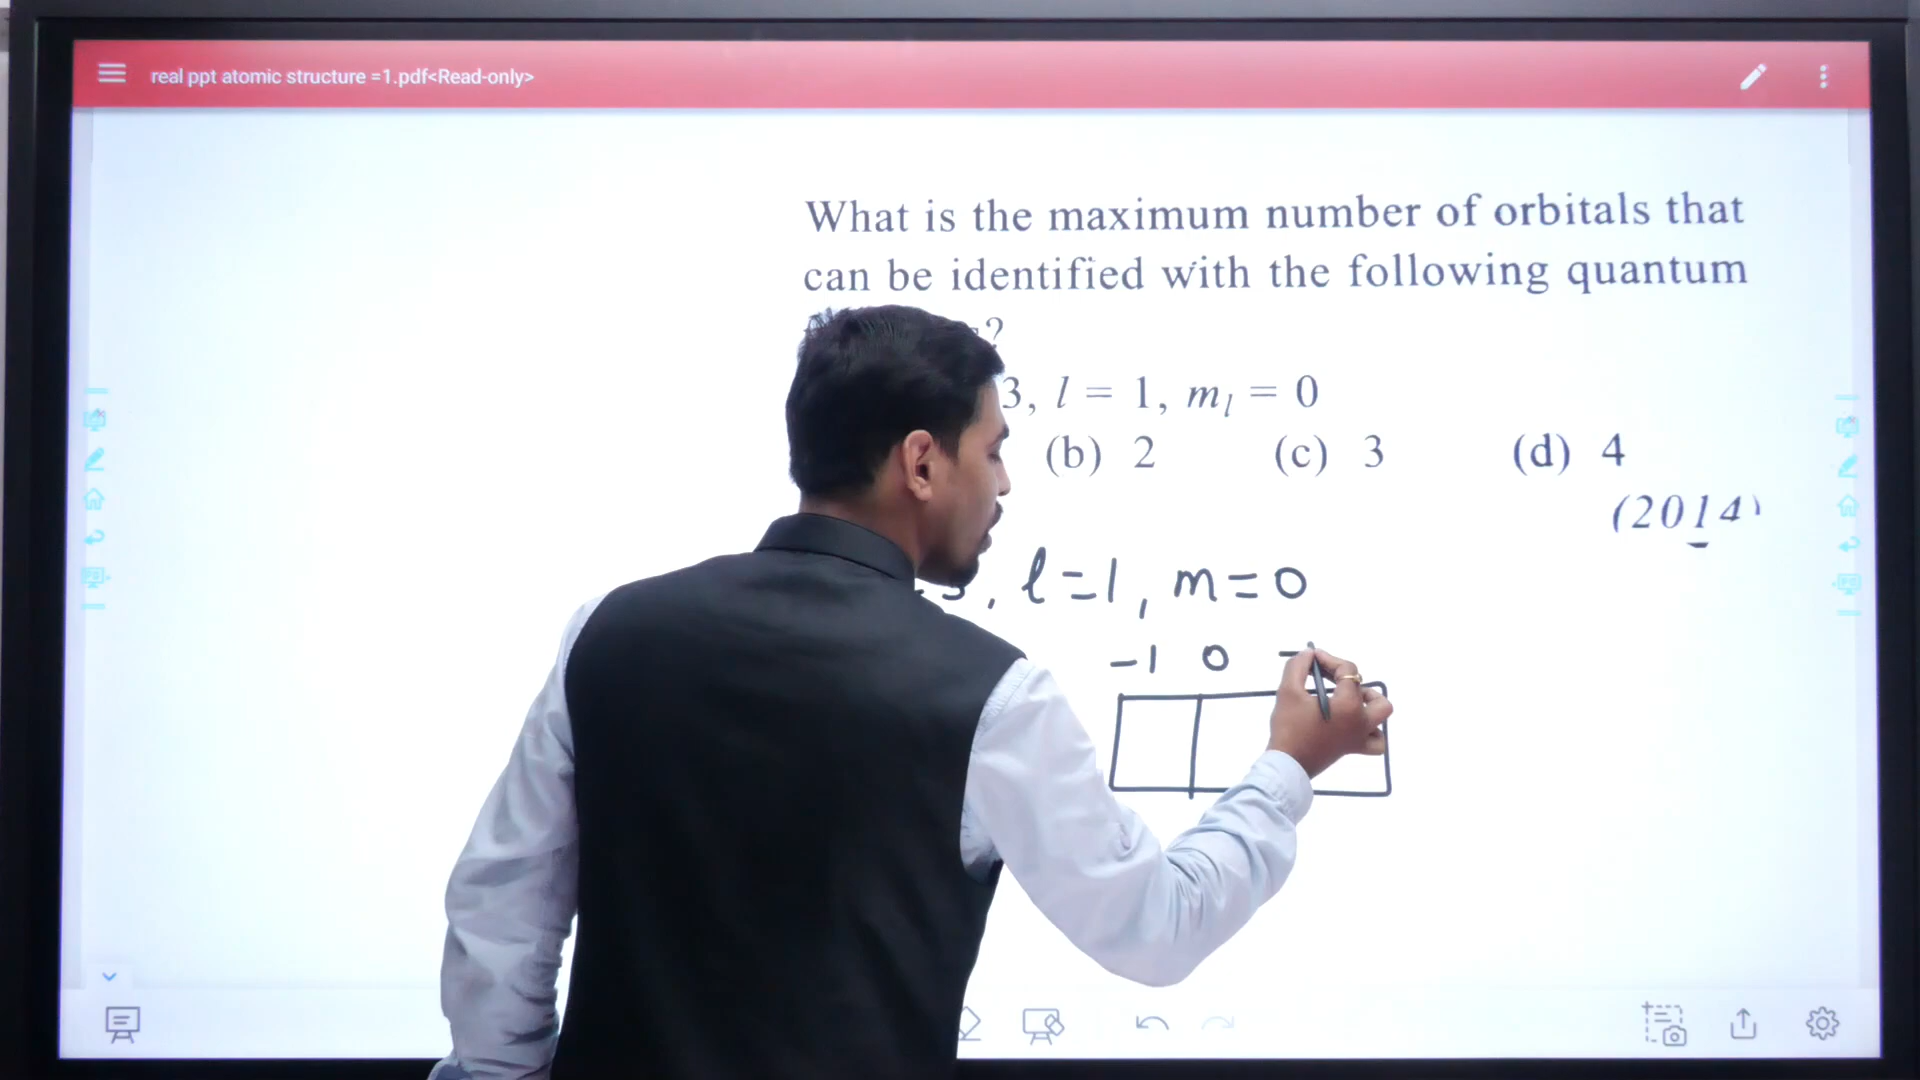 real ppt atomic structure =1.pdf<Read-only>
What is the maximum number of orbitals that
can be identified with the following quantum
?
3, l = 1, mₗ = 0
(b) 2 (c) 3 (d) 4
(2014)
, l=1, m=0
-1 0